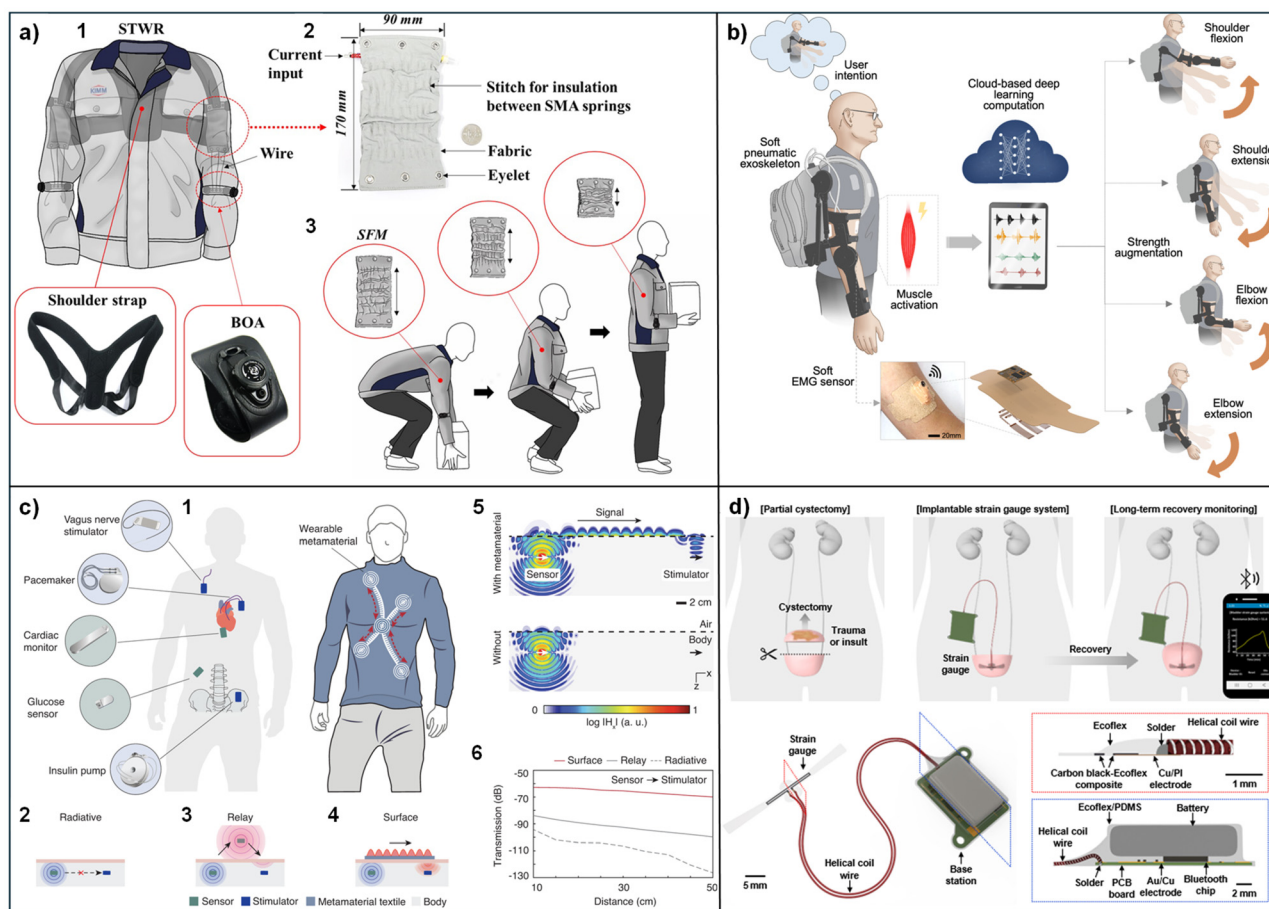 a)
1
STWR
KIMM
Wire
Shoulder strap
BOA
2
90 mm
170 mm
Current
input
Stitch for insulation
between SMA springs
Fabric
Eyelet
3
SFM
b)
User
intention
Soft
pneumatic
exoskeleton
Muscle
activation
Cloud-based deep
learning
computation
Strength
augmentation
Soft
EMG sensor
20mm
Shoulder
flexion
Shoulder
extension
Elbow
flexion
Elbow
extension
c)
1
Vagus nerve
stimulator
Pacemaker
Cardiac
monitor
Glucose
sensor
Insulin pump
Wearable
metamaterial
2
Radiative
3
Relay
4
Surface
Sensor
Stimulator
Metamaterial textile
Body
5
With metamaterial
Signal
Sensor
Stimulator
2 cm
Without
Air
Body
x
z
0
1
log |Hₓ| (a. u.)
6
Surface
Relay
Radiative
Sensor → Stimulator
Transmission (dB)
-50
-70
-90
-110
-130
10
50
Distance (cm)
d)
[Partial cystectomy]
Cystectomy
Trauma
or insult
[Implantable strain gauge system]
Strain
gauge
Recovery
[Long-term recovery monitoring]
Strain
gauge
Helical coil
wire
Base
station
5 mm
Ecoflex
Solder
Helical coil wire
Carbon black-Ecoflex
composite
Cu/PI
electrode
1 mm
Ecoflex/PDMS
Battery
Helical coil
wire
Solder
PCB
board
Au/Cu
electrode
Bluetooth
chip
2 mm